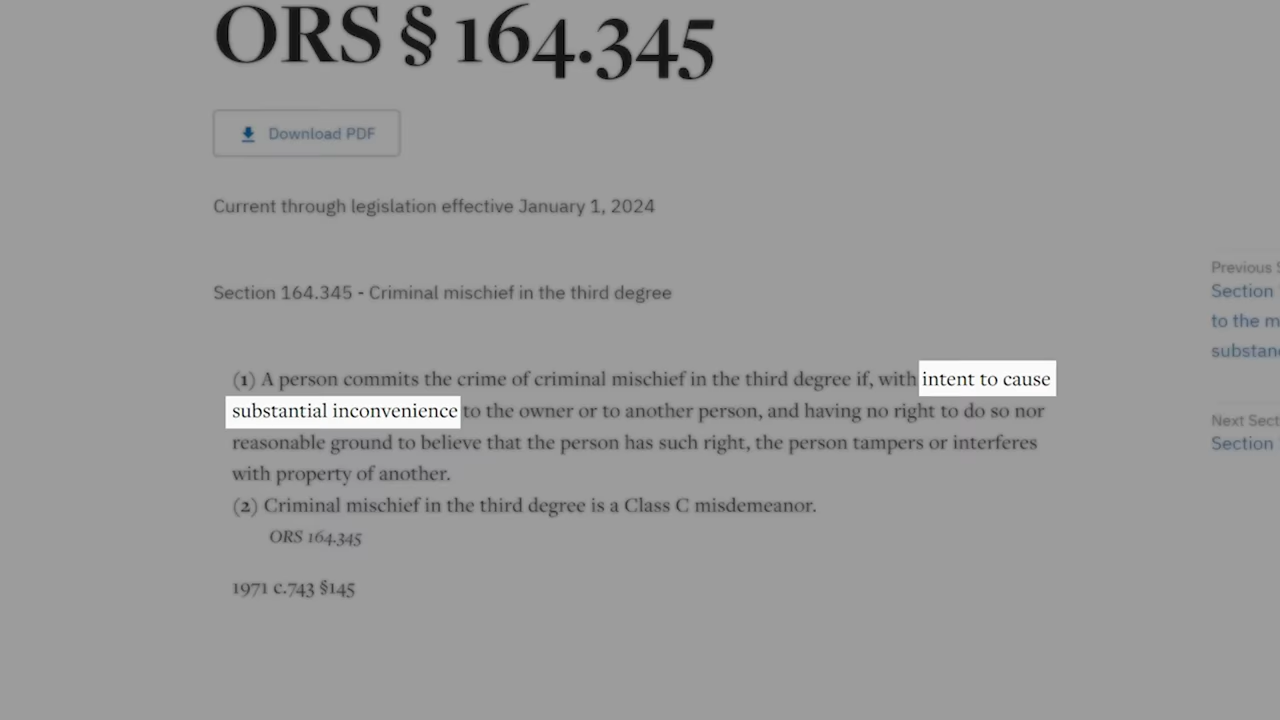 ORS § 164.345
Download PDF
Current through legislation effective January 1, 2024
Section 164.345 - Criminal mischief in the third degree
(1) A person commits the crime of criminal mischief in the third degree if, with intent to cause
substantial inconvenience to the owner or to another person, and having no right to do so nor
reasonable ground to believe that the person has such right, the person tampers or interferes
with property of another.
(2) Criminal mischief in the third degree is a Class C misdemeanor.
ORS 164.345
1971 c.743 §145
Previous S
Section
to the m
substanc
Next Sect
Section